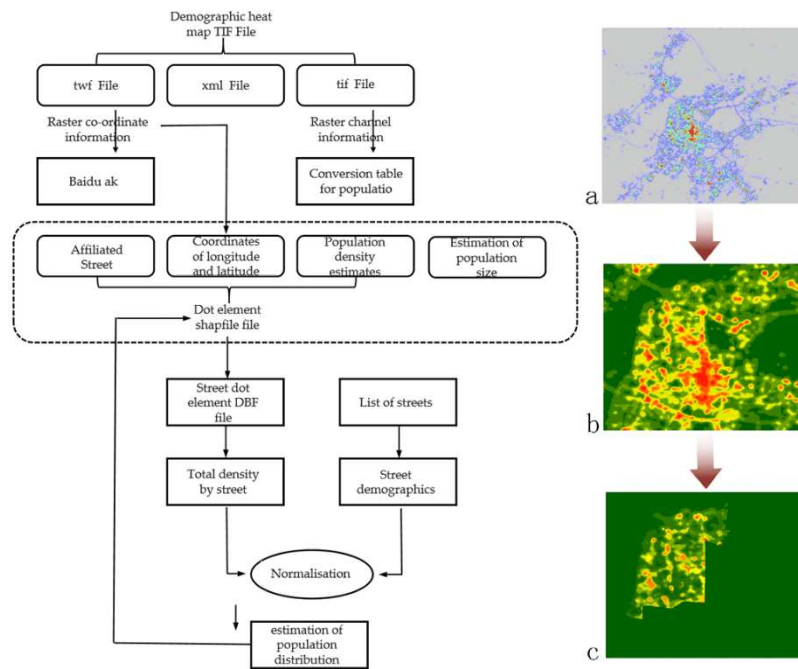 Demographic heat
map TIF File
twf File
xml File
tif File
Raster co-ordinate
information
Raster channel
information
Baidu ak
Conversion table
for populatio
Affiliated
Street
Coordinates
of longitude
and latitude
Population
density
estimates
Estimation of
population
size
Dot element
shapfile file
Street dot
element DBF
file
List of streets
Total density
by street
Street
demographics
Normalisation
estimation of
population
distribution
a
b
c